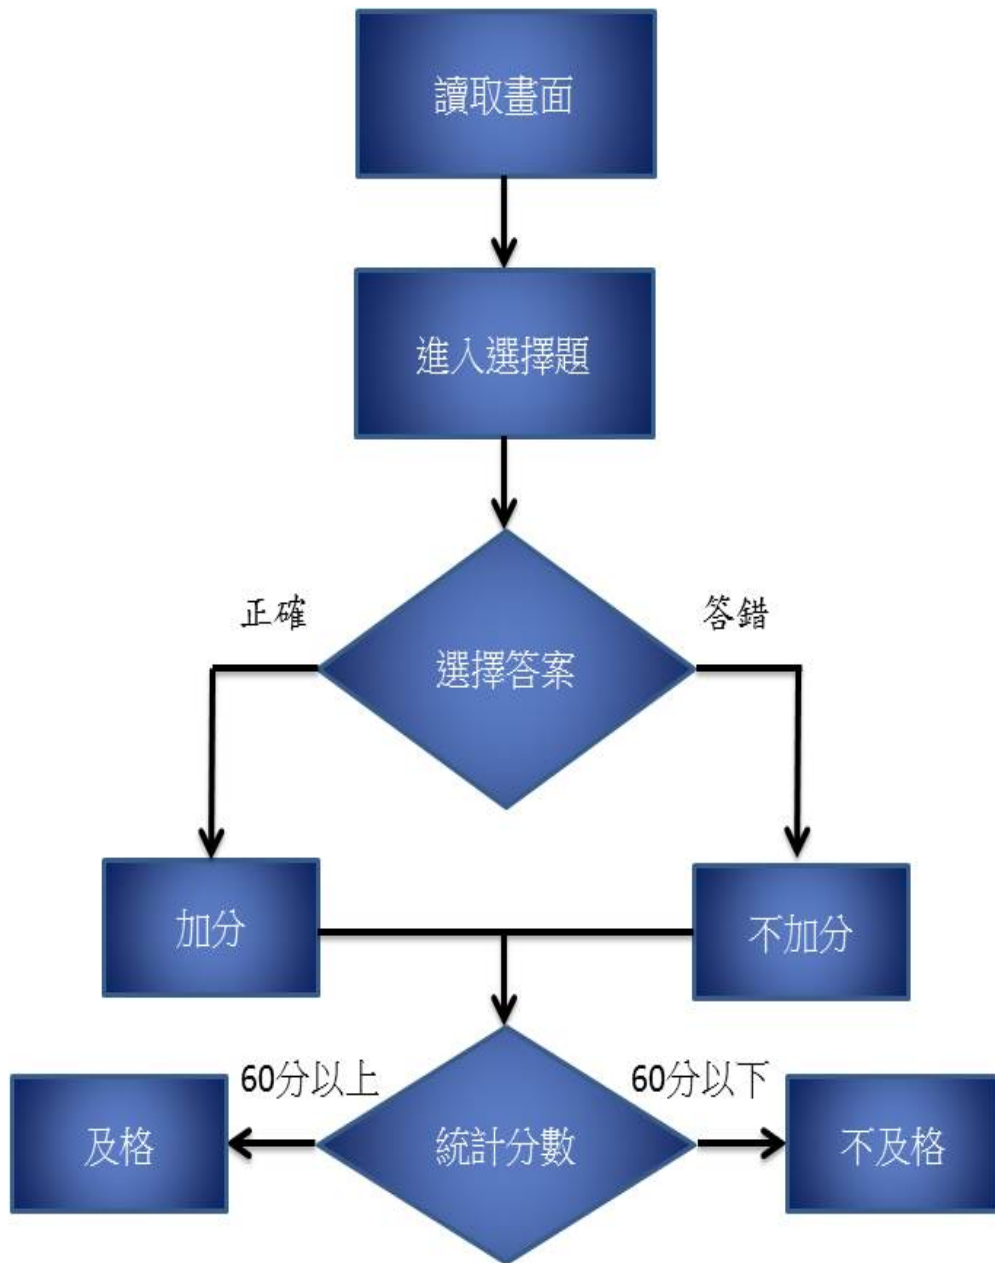 讀取畫面
進入選擇題
正確
答錯
選擇答案
加分
不加分
60分以上
60分以下
及格
統計分數
不及格